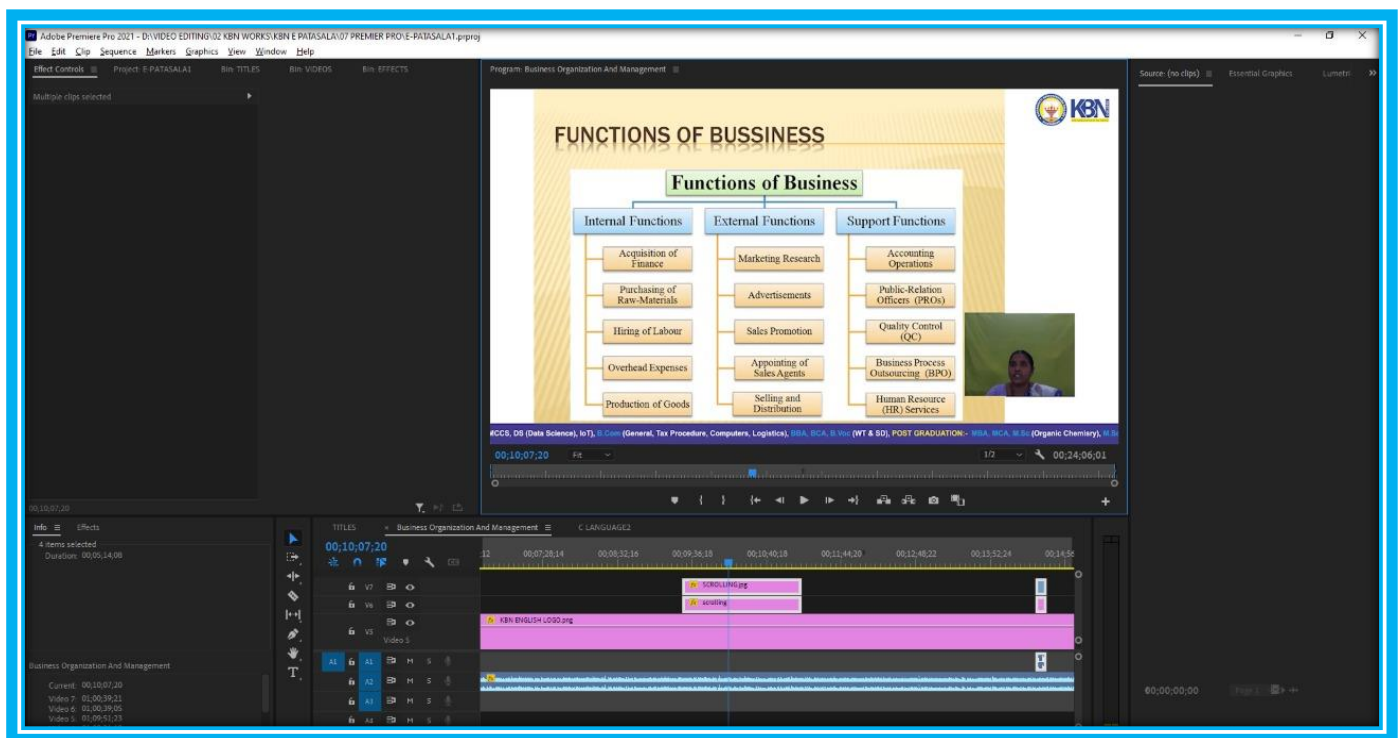 Adobe Premiere Pro 2021 - D:\VIDEO EDITING\02 KBN WORKS\KBN E PATASALA\07 PREMIER PRO\E-PATASALA1.prproj
File Edit Clip Sequence Markers Graphics View Window Help
Effect Controls Project: E-PATASALA1 Bin: TITLES Bin: VIDEOS Bin: EFFECTS
Program: Business Organization And Management
Source: (no clips) Essential Graphics Lumetri
Multiple clips selected
KBN
FUNCTIONS OF BUSSINESS
Functions of Business
Internal Functions External Functions Support Functions
Acquisition of Finance
Marketing Research
Accounting Operations
Purchasing of Raw-Materials
Advertisements
Public-Relation Officers (PROs)
Hiring of Labour
Sales Promotion
Quality Control (QC)
Overhead Expenses
Appointing of Sales Agents
Business Process Outsourcing (BPO)
Production of Goods
Selling and Distribution
Human Resource (HR) Services
MCCS, DS (Data Science), IoT), B.Com (General, Tax Procedure, Computers, Logistics), BBA, BCA, B.Voc (WT & SD), POST GRADUATION:- MBA, MCA, M.Sc (Organic Chemisry),
00;10;07;20 Fit 1/2 00;24;06;01
00;10;07;20
Info Effects
4 items selected
Duration: 00;05;14;08
TITLES × Business Organization And Management C LANGUAGE2
00;10;07;20
00;07;28;14 00;08;32;16 00;09;36;18 00;10;40;18 00;11;44;20 00;12;48;22 00;13;52;24
V7 SCROLLING.jpg
V6 scrolling
KBN ENGLISH LOGO.png
V5 Video 5
A1 A1 M S
A2 M S
A3 M S
A4 M S
Business Organization And Management
Current: 00;10;07;20
Video 7: 01;00;39;21
Video 6: 01;00;39;05
Video 5: 01;09;51;23
00;00;00;00 Page 1